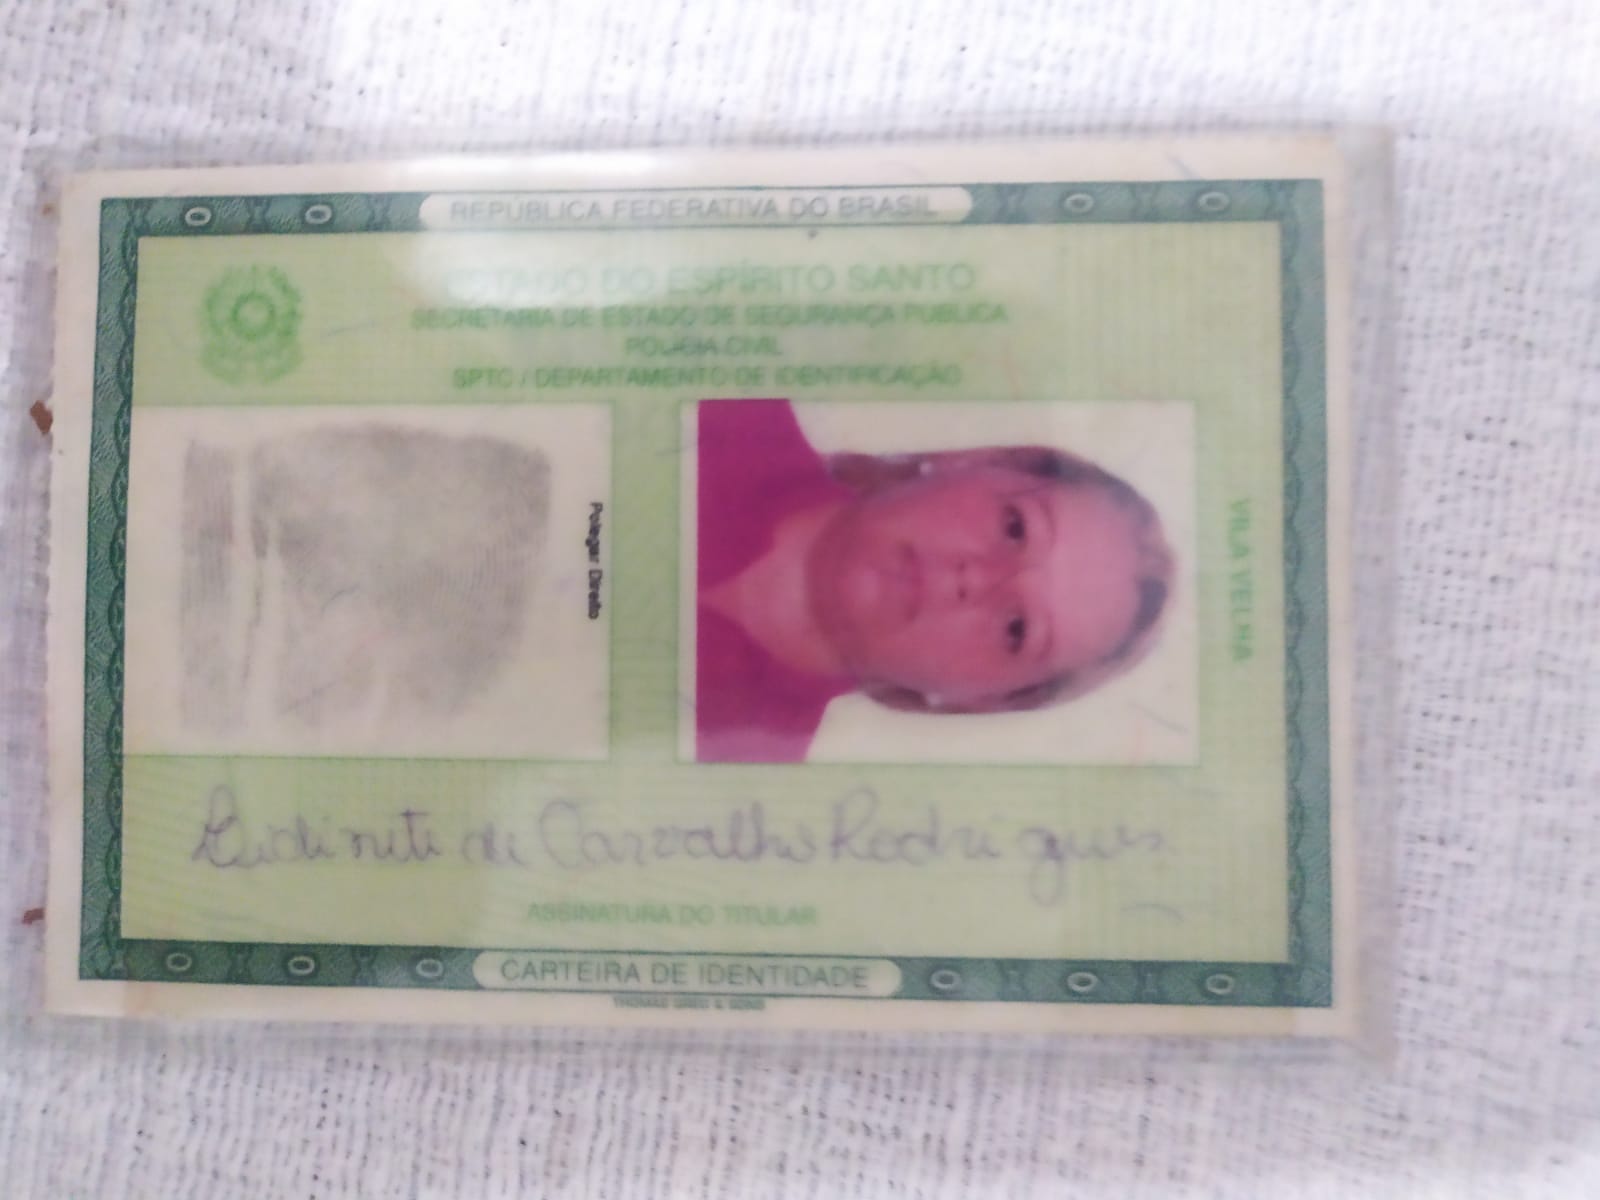 REPÚBLICA FEDERATIVA DO BRASIL
ESTADO DO ESPÍRITO SANTO
SECRETARIA DE ESTADO DE SEGURANÇA PÚBLICA
POLÍCIA CIVIL
SPTC / DEPARTAMENTO DE IDENTIFICAÇÃO
Polegar Direito
VILA VELHA
de Carvalho Rodrigues
ASSINATURA DO TITULAR
CARTEIRA DE IDENTIDADE
THOMAS GREG & SONS